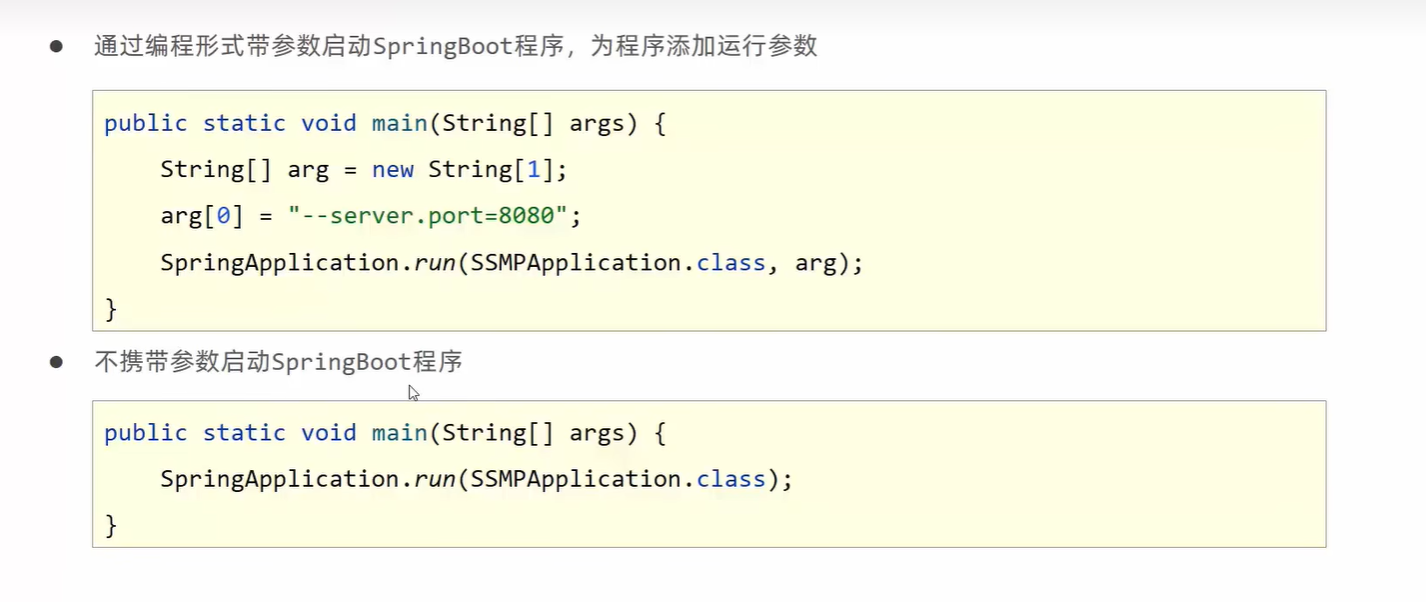 通过编程形式带参数启动SpringBoot程序，为程序添加运行参数
public static void main(String[] args) {
    String[] arg = new String[1];
    arg[0] = "--server.port=8080";
    SpringApplication.run(SSMPApplication.class, arg);
}
不携带参数启动SpringBoot程序
public static void main(String[] args) {
    SpringApplication.run(SSMPApplication.class);
}